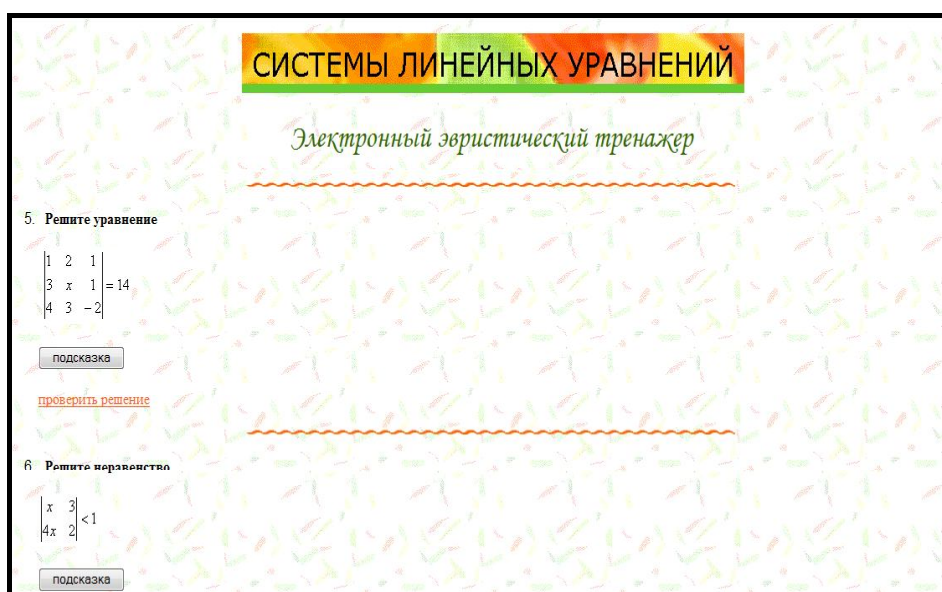 СИСТЕМЫ ЛИНЕЙНЫХ УРАВНЕНИЙ
Электронный эвристический тренажер
5. Решите уравнение
1 2 1
3 x 1 = 14
4 3 −2
подсказка
проверить решение
6 Решите неравенство
x 3
4x 2 < 1
подсказка